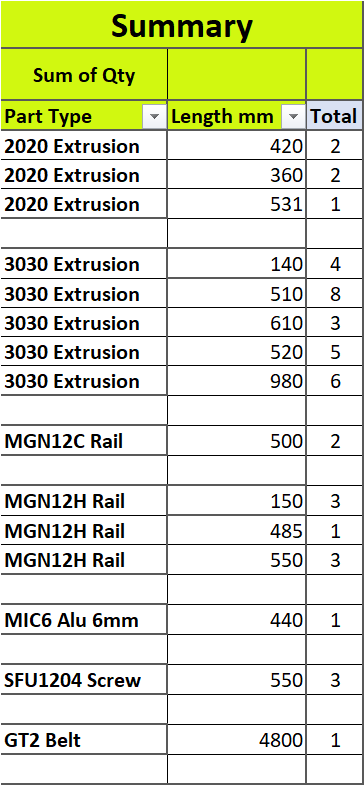 Summary
Sum of Qty
Part Type Length mm Total
2020 Extrusion 420 2
2020 Extrusion 360 2
2020 Extrusion 531 1
3030 Extrusion 140 4
3030 Extrusion 510 8
3030 Extrusion 610 3
3030 Extrusion 520 5
3030 Extrusion 980 6
MGN12C Rail 500 2
MGN12H Rail 150 3
MGN12H Rail 485 1
MGN12H Rail 550 3
MIC6 Alu 6mm 440 1
SFU1204 Screw 550 3
GT2 Belt 4800 1